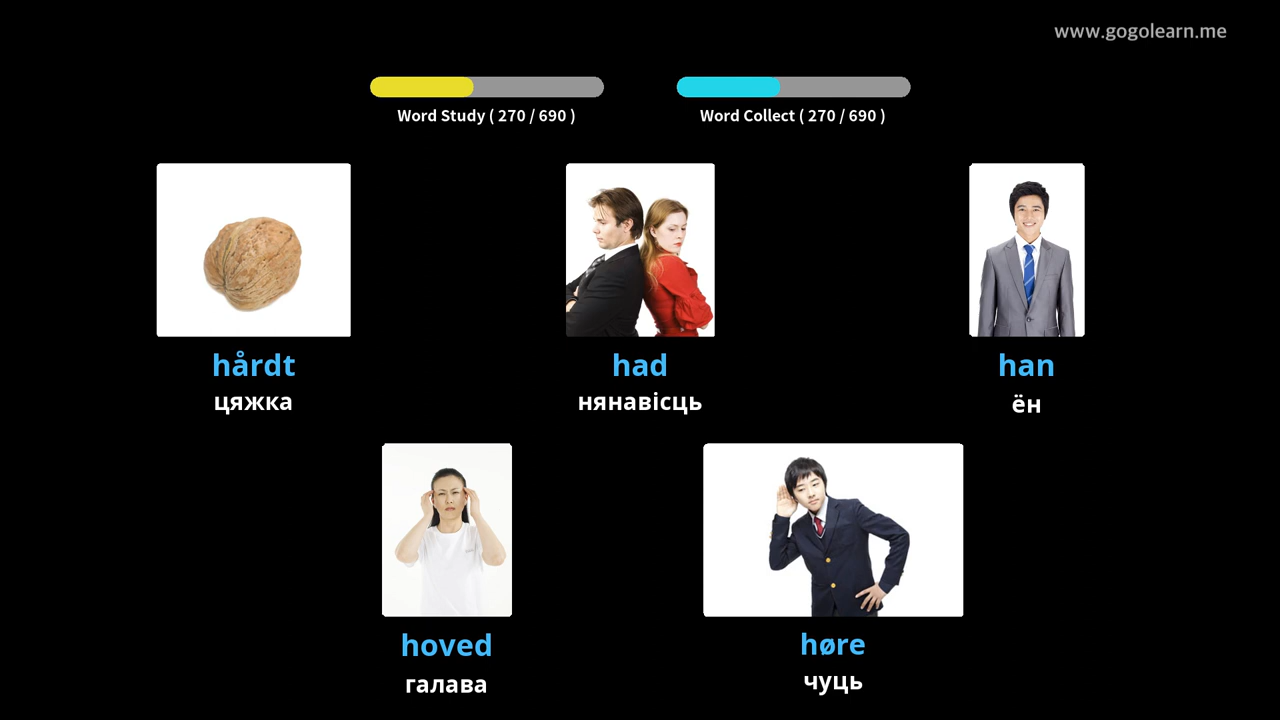 www.gogolearn.me
Word Study ( 270 / 690 )
Word Collect ( 270 / 690 )
hårdt
цяжка
had
нянавісць
han
ён
hoved
галава
høre
чуць